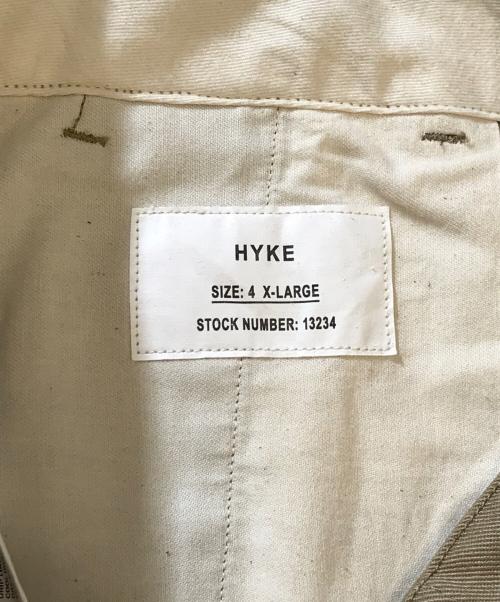 HYKE
SIZE: 4 X-LARGE
STOCK NUMBER: 13234